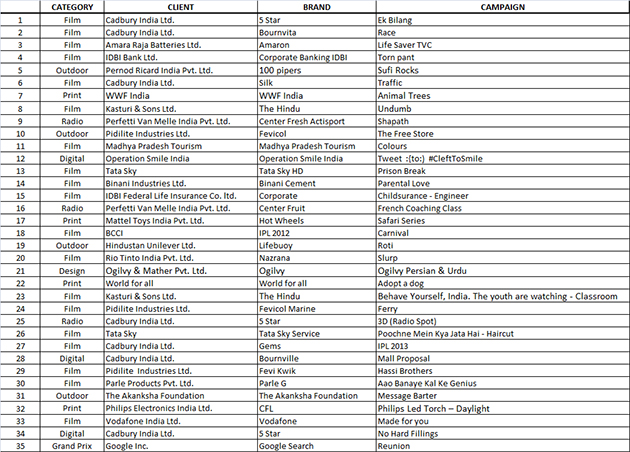 CATEGORY CLIENT BRAND CAMPAIGN
1 Film Cadbury India Ltd. 5 Star Ek Bilang
2 Film Cadbury India Ltd. Bournvita Race
3 Film Amara Raja Batteries Ltd. Amaron Life Saver TVC
4 Film IDBI Bank Ltd. Corporate Banking IDBI Torn pant
5 Outdoor Pernod Ricard India Pvt. Ltd. 100 pipers Sufi Rocks
6 Film Cadbury India Ltd. Silk Traffic
7 Print WWF India WWF India Animal Trees
8 Film Kasturi & Sons Ltd. The Hindu Undumb
9 Radio Perfetti Van Melle India Pvt. Ltd. Center Fresh Actisport Shapath
10 Outdoor Pidilite Industries Ltd. Fevicol The Free Store
11 Film Madhya Pradesh Tourism Madhya Pradesh Tourism Colours
12 Digital Operation Smile India Operation Smile India Tweet :{to:) #CleftToSmile
13 Film Tata Sky Tata Sky HD Prison Break
14 Film Binani Industries Ltd. Binani Cement Parental Love
15 Film IDBI Federal Life Insurance Co. ltd. Corporate Childsurance - Engineer
16 Radio Perfetti Van Melle India Pvt. Ltd. Center Fruit French Coaching Class
17 Print Mattel Toys India Pvt. Ltd. Hot Wheels Safari Series
18 Film BCCI IPL 2012 Carnival
19 Outdoor Hindustan Unilever Ltd. Lifebuoy Roti
20 Film Rio Tinto India Pvt. Ltd. Nazrana Slurp
21 Design Ogilvy & Mather Pvt. Ltd. Ogilvy Ogilvy Persian & Urdu
22 Print World for all World for all Adopt a dog
23 Film Kasturi & Sons Ltd. The Hindu Behave Yourself, India. The youth are watching - Classroom
24 Film Pidilite Industries Ltd. Fevicol Marine Ferry
25 Radio Cadbury India Ltd. 5 Star 3D (Radio Spot)
26 Film Tata Sky Tata Sky Service Poochne Mein Kya Jata Hai - Haircut
27 Film Cadbury India Ltd. Gems IPL 2013
28 Digital Cadbury India Ltd. Bournville Mall Proposal
29 Film Pidilite Industries Ltd. Fevi Kwik Hassi Brothers
30 Film Parle Products Pvt. Ltd. Parle G Aao Banaye Kal Ke Genius
31 Outdoor The Akanksha Foundation The Akanksha Foundation Message Barter
32 Print Philips Electronics India Ltd. CFL Philips Led Torch – Daylight
33 Film Vodafone India Ltd. Vodafone Made for you
34 Digital Cadbury India Ltd. 5 Star No Hard Fillings
35 Grand Prix Google Inc. Google Search Reunion